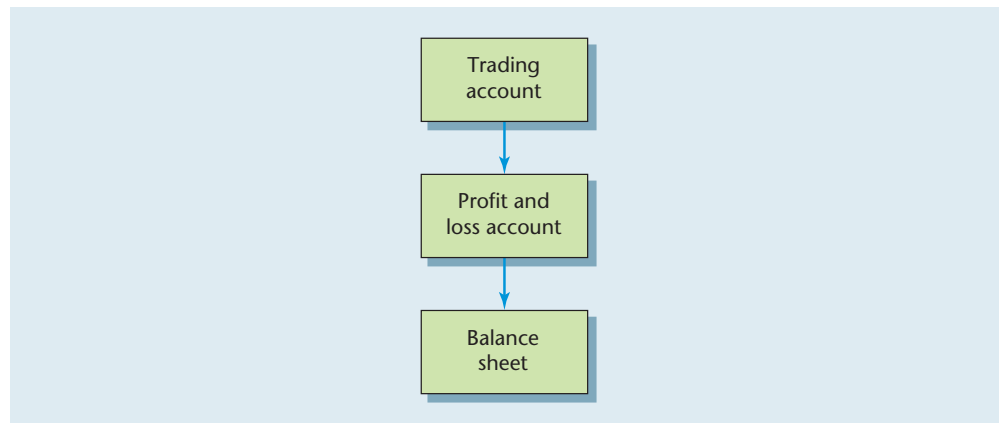 Trading
account
Profit and
loss account
Balance
sheet